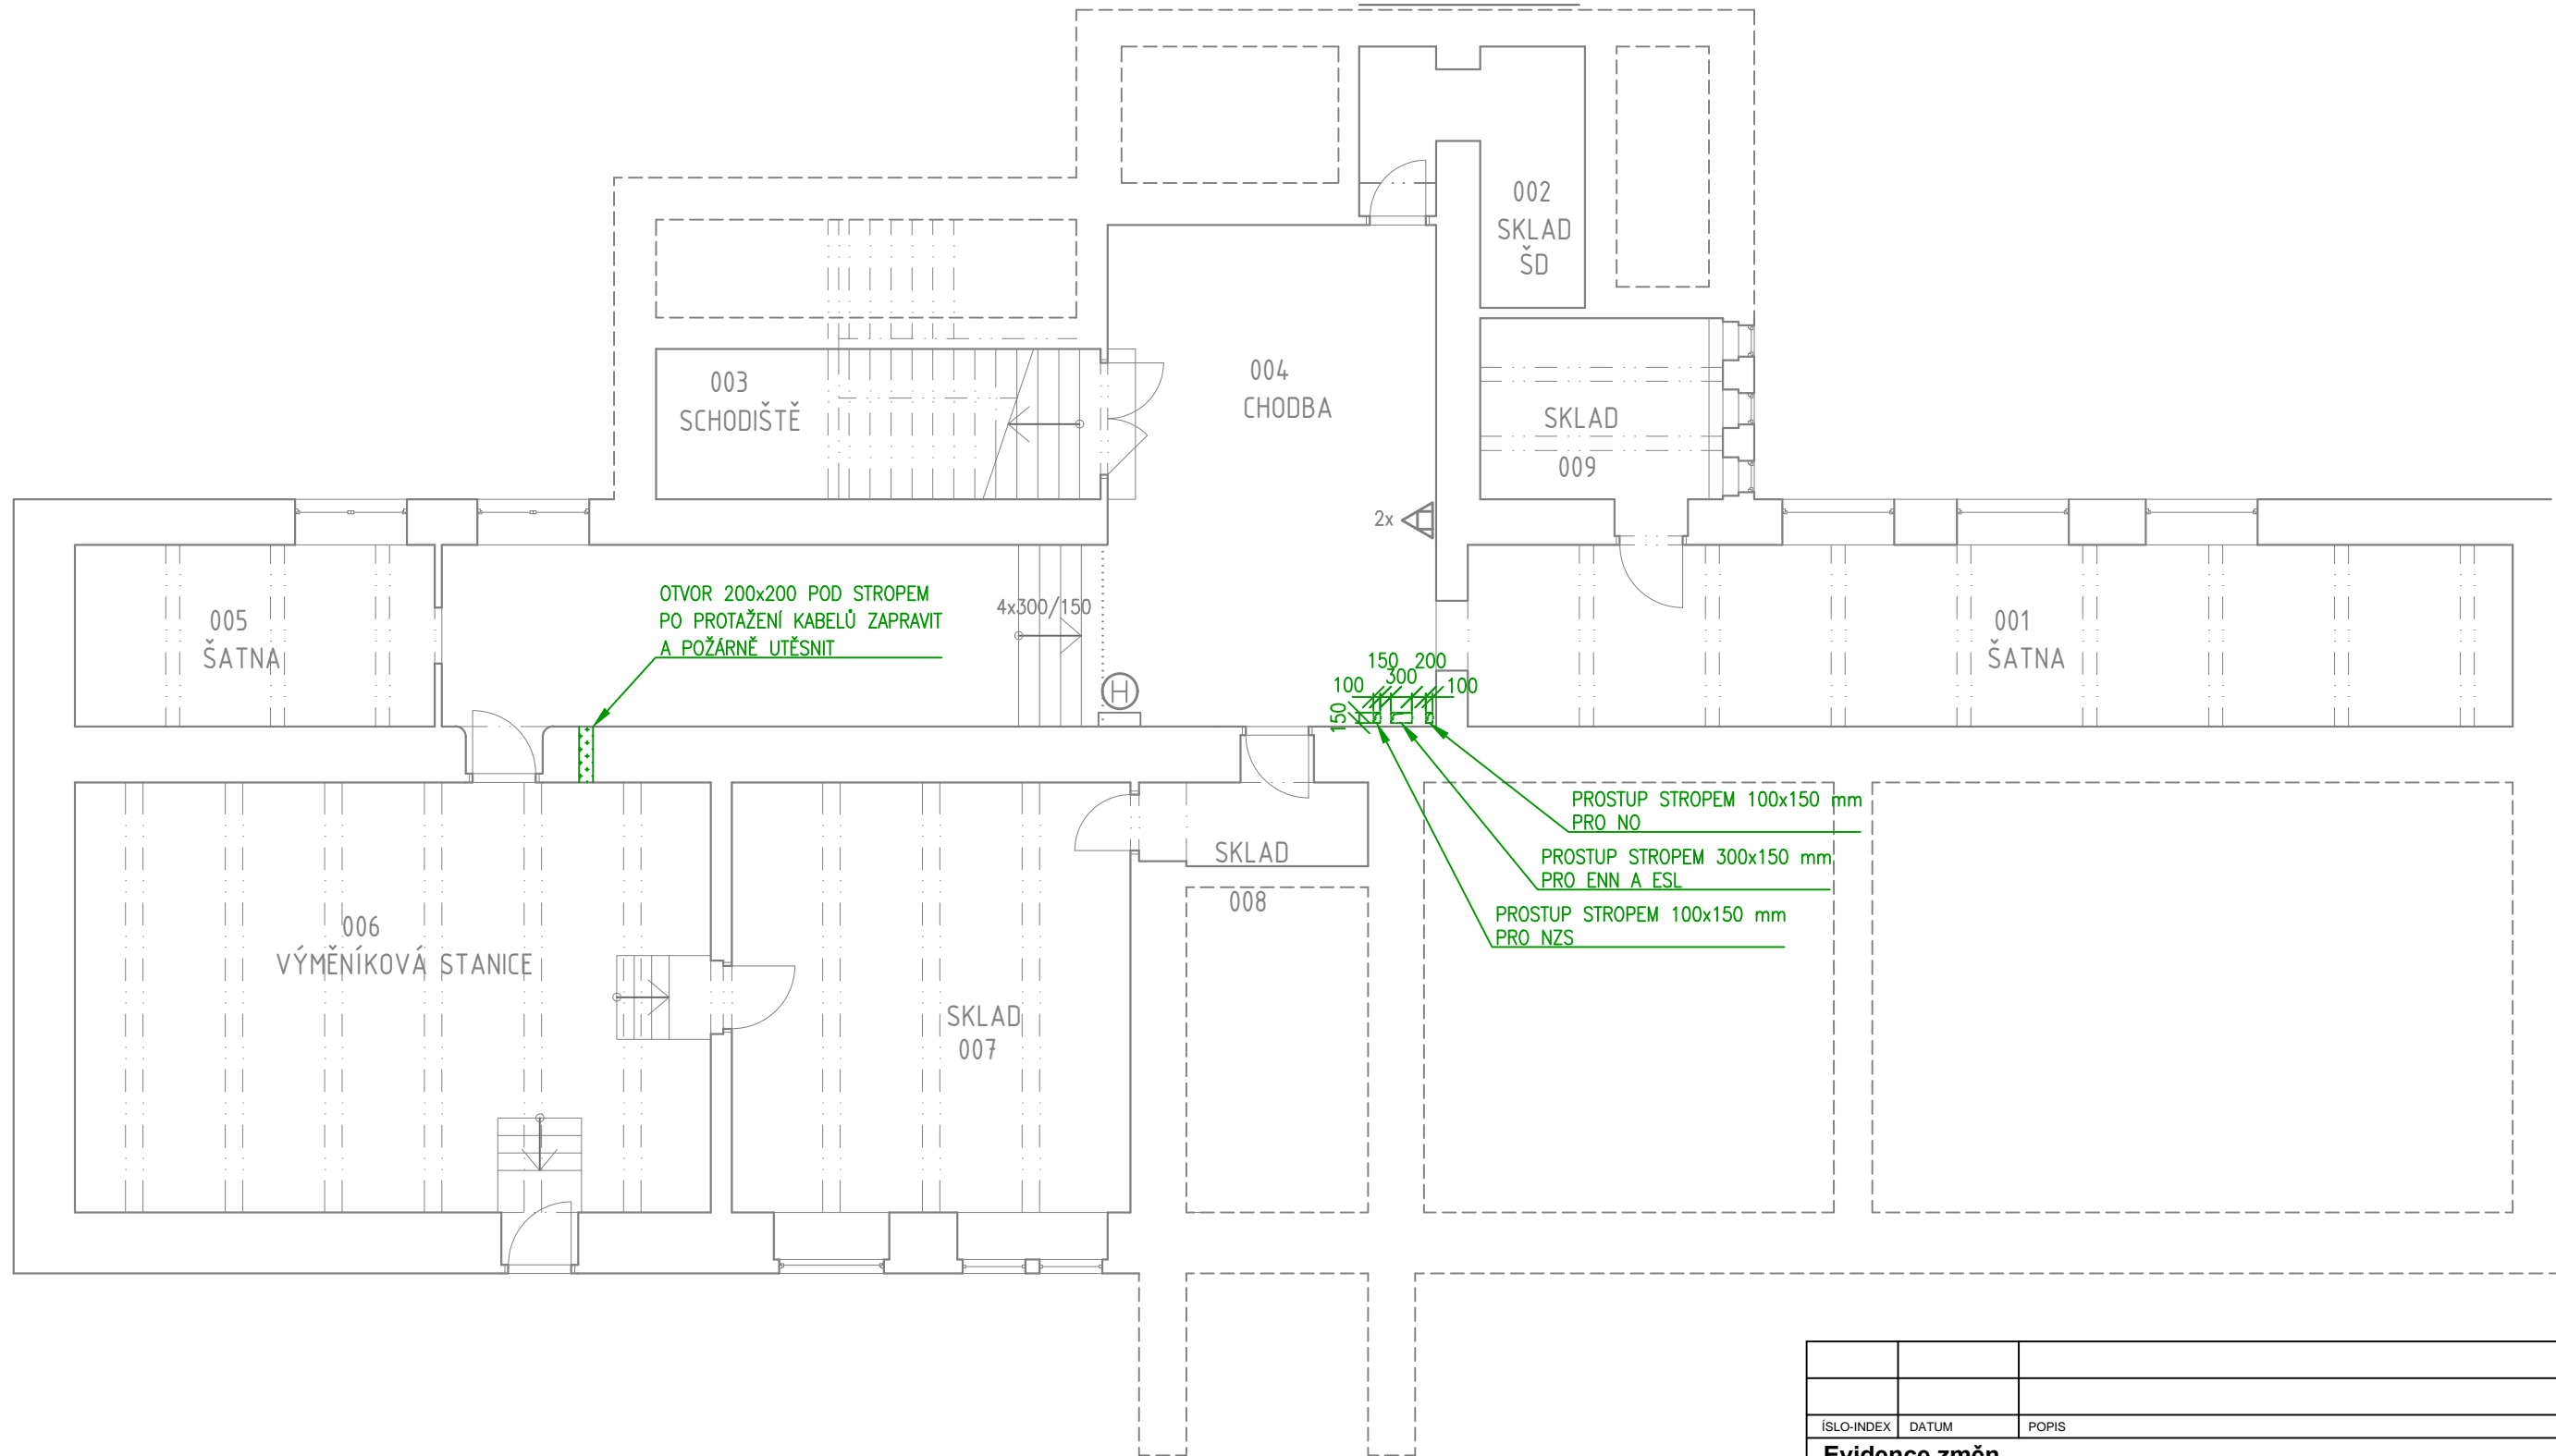 002
SKLAD
ŠD
003
SCHODIŠTĚ
004
CHODBA
SKLAD
009
2x
005
ŠATNA
OTVOR 200x200 POD STROPEM
PO PROTAŽENÍ KABELŮ ZAPRAVIT
A POŽÁRNĚ UTĚSNIT
4x300/150
H
001
ŠATNA
150 200
100 300 100
150
PROSTUP STROPEM 100x150 mm
PRO NO
PROSTUP STROPEM 300x150 mm
PRO ENN A ESL
PROSTUP STROPEM 100x150 mm
PRO NZS
SKLAD
008
006
VÝMĚNÍKOVÁ STANICE
SKLAD
007
ÍSLO-INDEX DATUM POPIS
Evidence změn